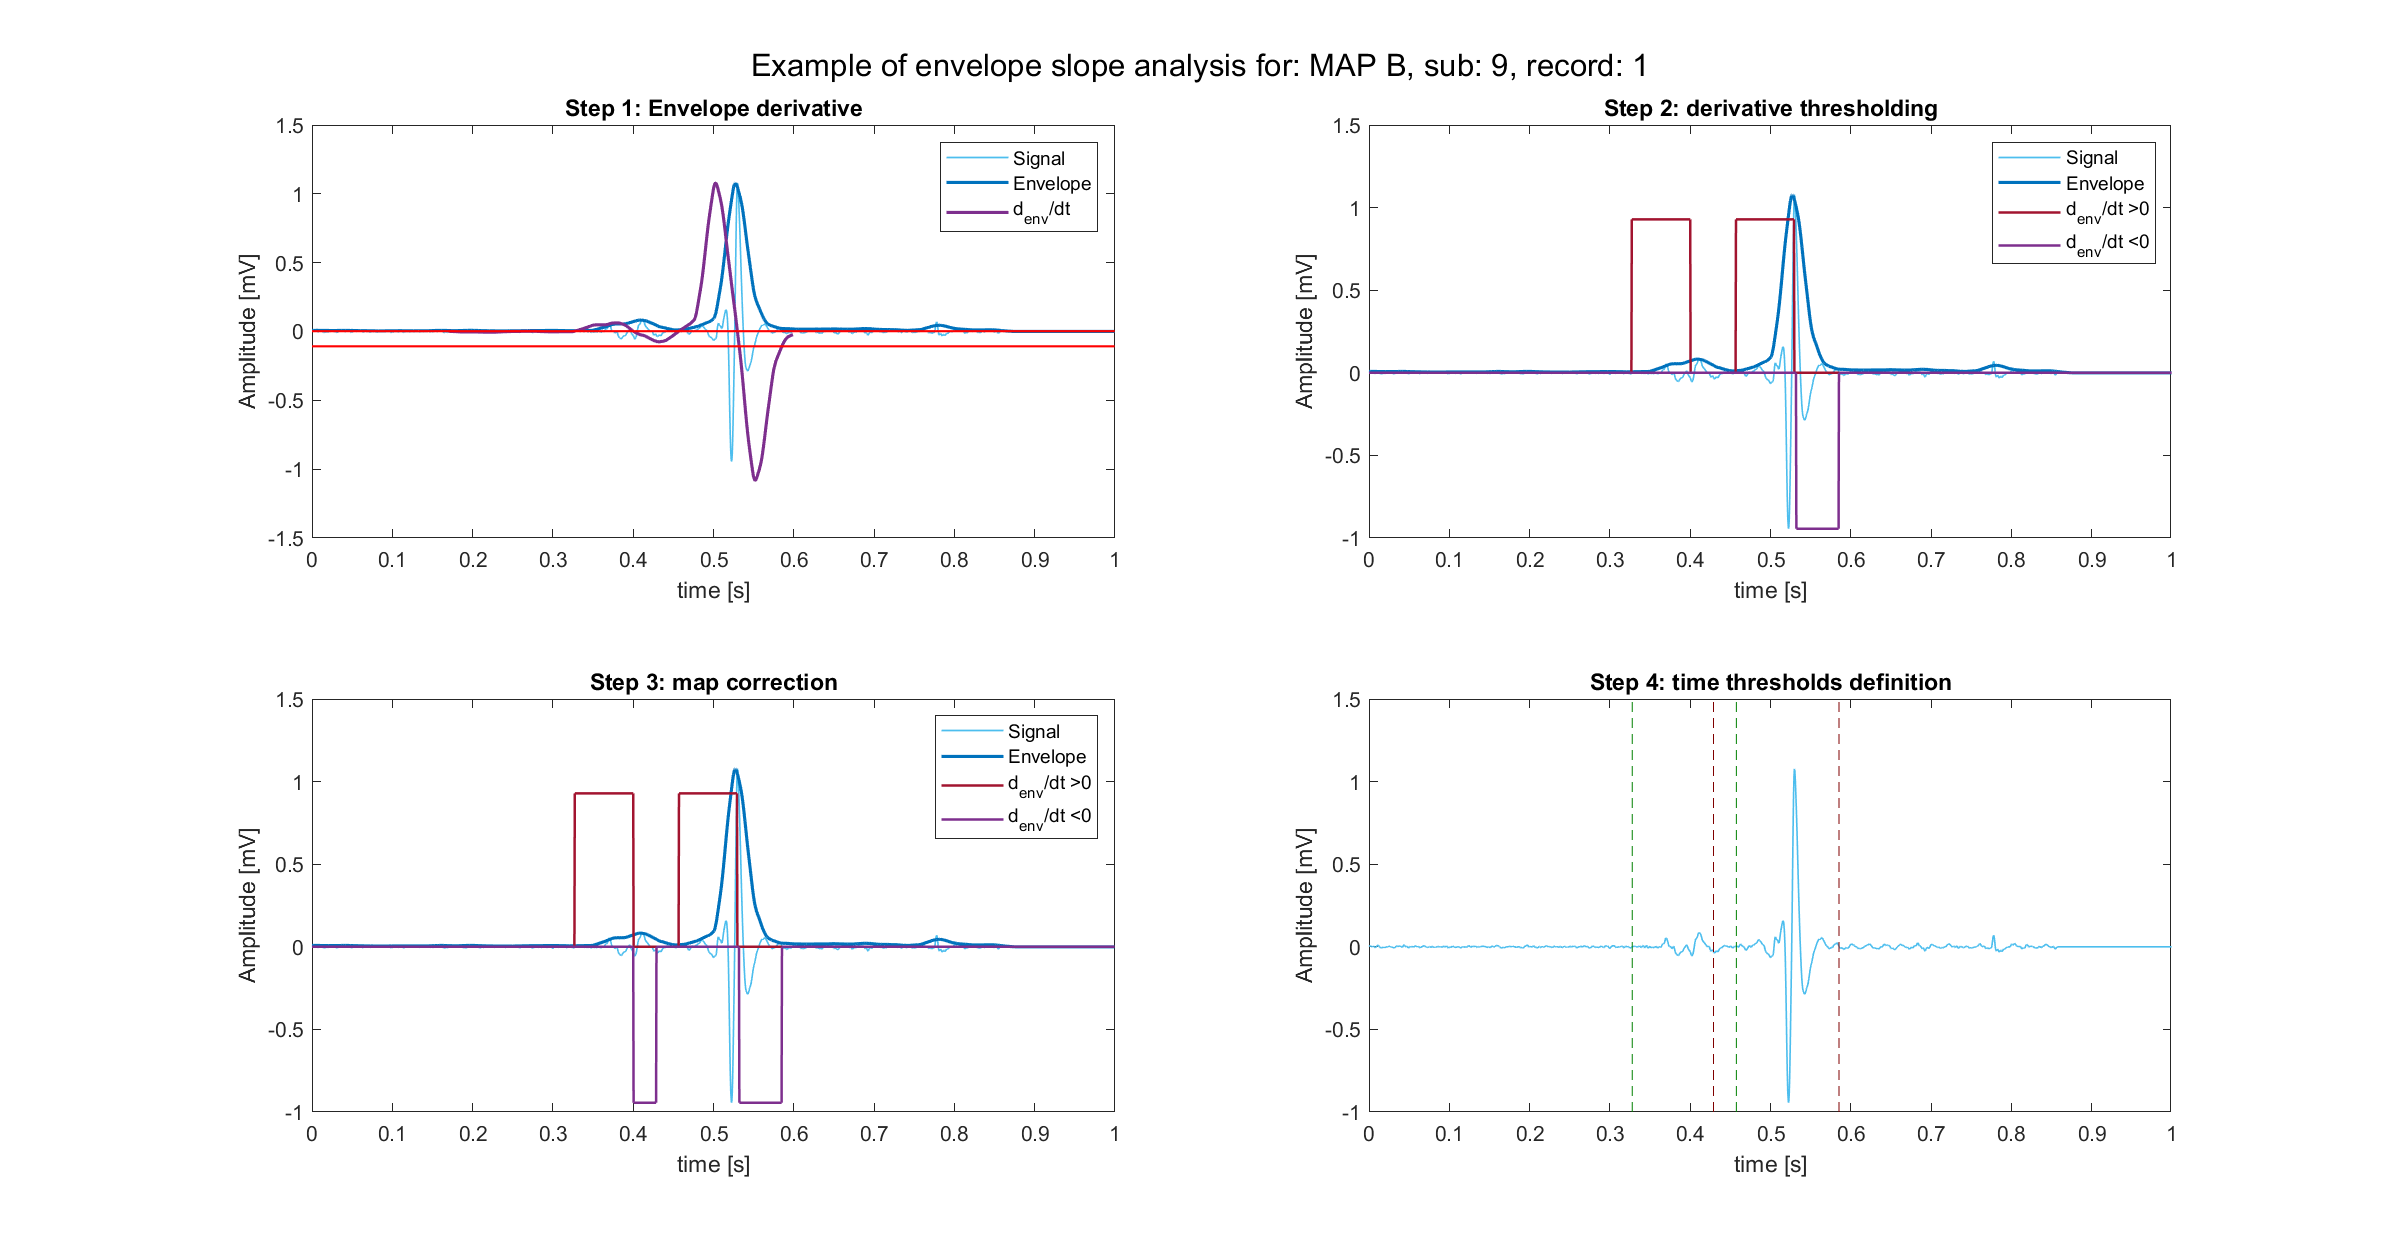 Example of envelope slope analysis for: MAP B, sub: 9, record: 1
Step 1: Envelope derivative
1.5
1
0.5
0
-0.5
-1
-1.5
Amplitude [mV]
0 0.1 0.2 0.3 0.4 0.5 0.6 0.7 0.8 0.9 1
time [s]
Signal
Envelope
d_env/dt
Step 2: derivative thresholding
1.5
1
0.5
0
-0.5
-1
Amplitude [mV]
0 0.1 0.2 0.3 0.4 0.5 0.6 0.7 0.8 0.9 1
time [s]
Signal
Envelope
d_env/dt >0
d_env/dt <0
Step 3: map correction
1.5
1
0.5
0
-0.5
-1
Amplitude [mV]
0 0.1 0.2 0.3 0.4 0.5 0.6 0.7 0.8 0.9 1
time [s]
Signal
Envelope
d_env/dt >0
d_env/dt <0
Step 4: time thresholds definition
1.5
1
0.5
0
-0.5
-1
Amplitude [mV]
0 0.1 0.2 0.3 0.4 0.5 0.6 0.7 0.8 0.9 1
time [s]